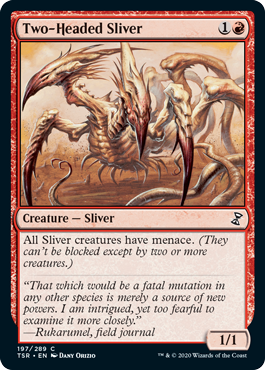 Two-Headed Sliver 1
Creature — Sliver
All Sliver creatures have menace. (They
can't be blocked except by two or more
creatures.)
"That which would be a fatal mutation in
any other species is merely a source of new
powers. I am intrigued, yet too fearful to
examine it more closely."
—Rukarumel, field journal
1/1
197/289 C
TSR • EN Dany Orizio ™ & © 2020 Wizards of the Coast